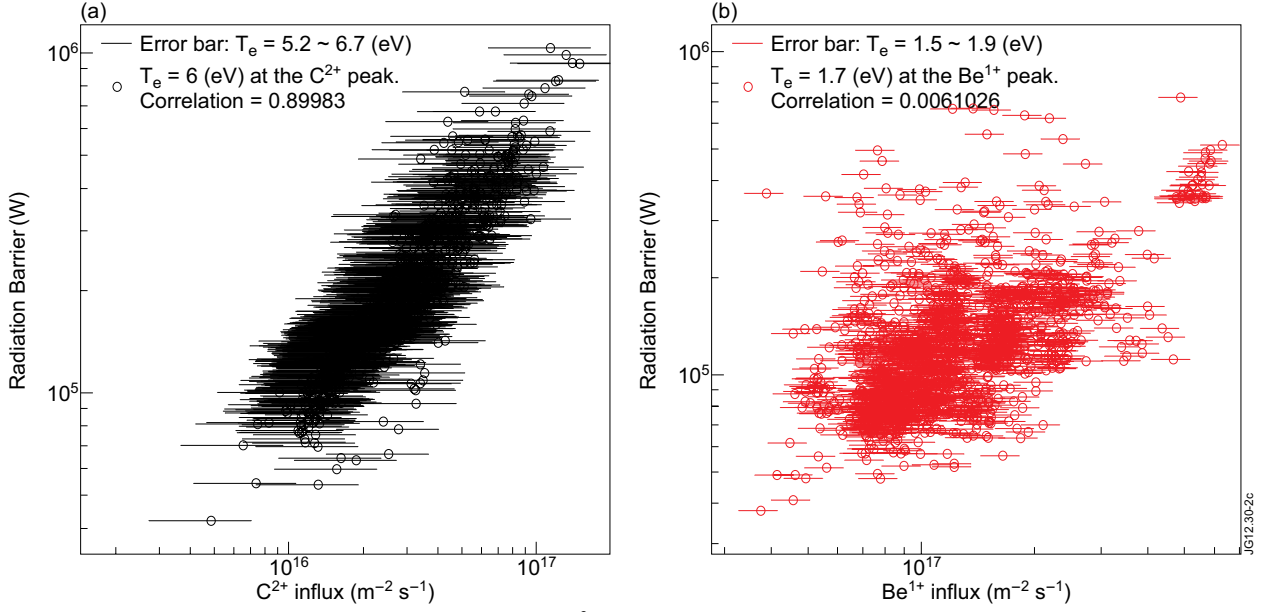 (a)
Error bar: Tₑ = 5.2 ~ 6.7 (eV)
Tₑ = 6 (eV) at the C²⁺ peak.
Correlation = 0.89983
Radiation Barrier (W)
10⁶
10⁵
10¹⁶
10¹⁷
C²⁺ influx (m⁻² s⁻¹)
(b)
Error bar: Tₑ = 1.5 ~ 1.9 (eV)
Tₑ = 1.7 (eV) at the Be¹⁺ peak.
Correlation = 0.0061026
Radiation Barrier (W)
10⁶
10⁵
10¹⁷
Be¹⁺ influx (m⁻² s⁻¹)
JG12.30-2c